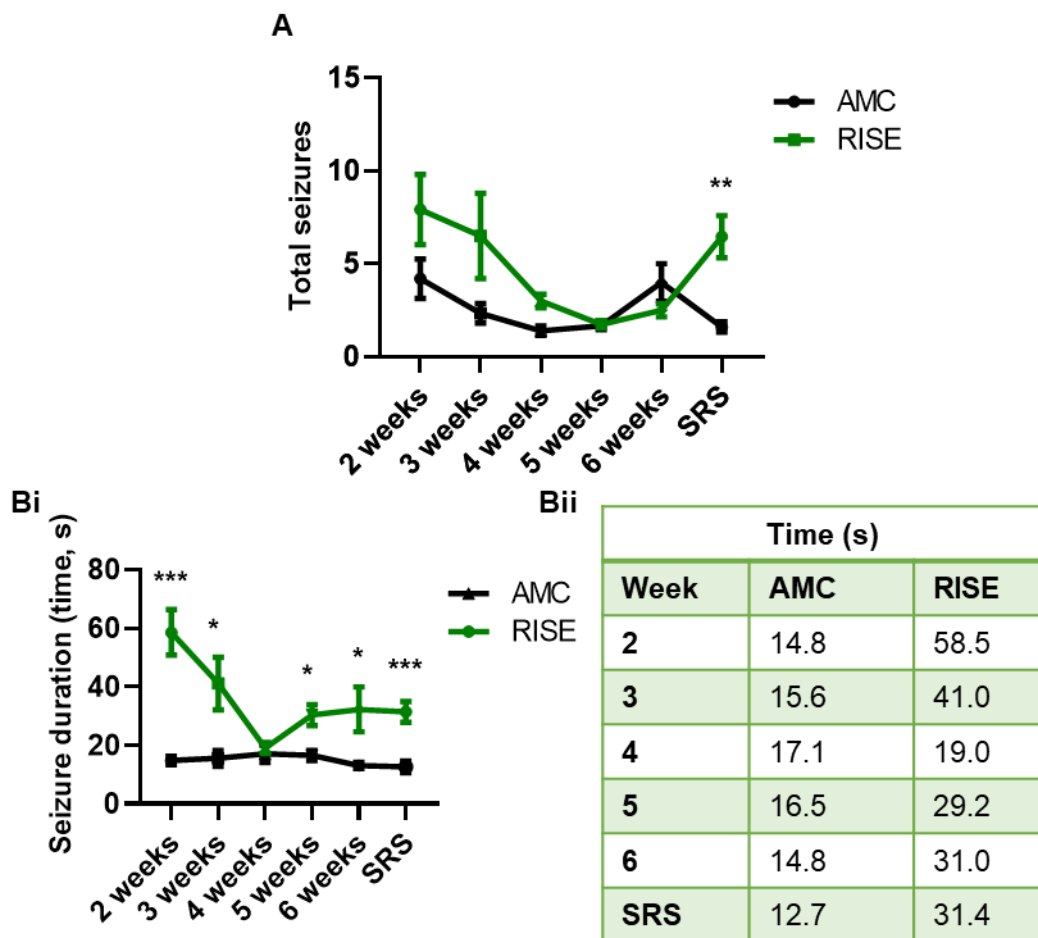 A
Total seizures
15
10
5
0
AMC
RISE
**
2 weeks
3 weeks
4 weeks
5 weeks
6 weeks
SRS
Bi
Seizure duration (time, s)
80
60
40
20
0
***
*
*
*
***
AMC
RISE
2 weeks
3 weeks
4 weeks
5 weeks
6 weeks
SRS
Bii
Time (s)
Week AMC RISE
2 14.8 58.5
3 15.6 41.0
4 17.1 19.0
5 16.5 29.2
6 14.8 31.0
SRS 12.7 31.4